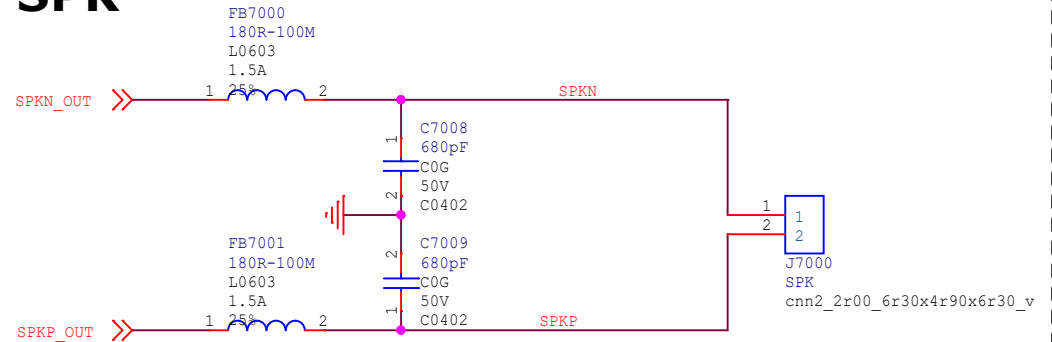 SPK
FB7000
180R-100M
L0603
1.5A
25%
1
2
SPKN_OUT
SPKN
1
C7008
680pF
C0G
50V
C0402
2
1
2
1
2
J7000
SPK
cnn2_2r00_6r30x4r90x6r30_v
2
C7009
680pF
C0G
50V
C0402
1
FB7001
180R-100M
L0603
1.5A
25%
1
2
SPKP_OUT
SPKP